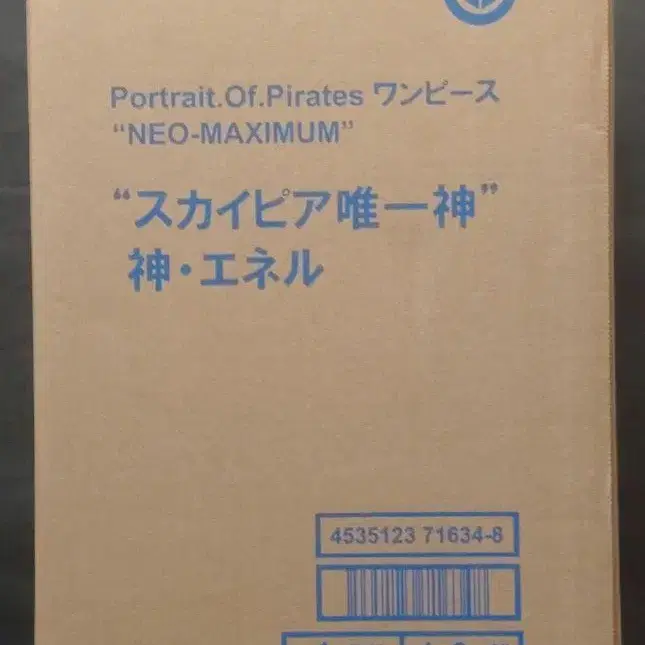 Portrait.Of.Pirates ワンピース
“NEO-MAXIMUM”
“スカイピア唯一神”
神・エネル
4535123 71634-8